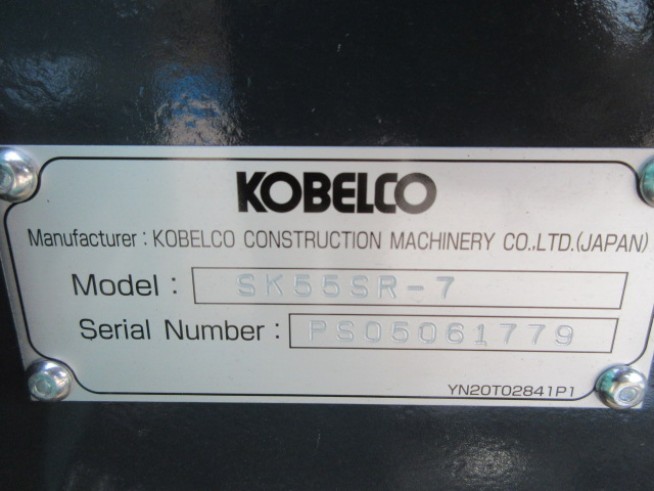 KOBELCO
Manufacturer : KOBELCO CONSTRUCTION MACHINERY CO.,LTD.(JAPAN)
Model : SK55SR-7
Serial Number : PS05061779
YN20T02841P1